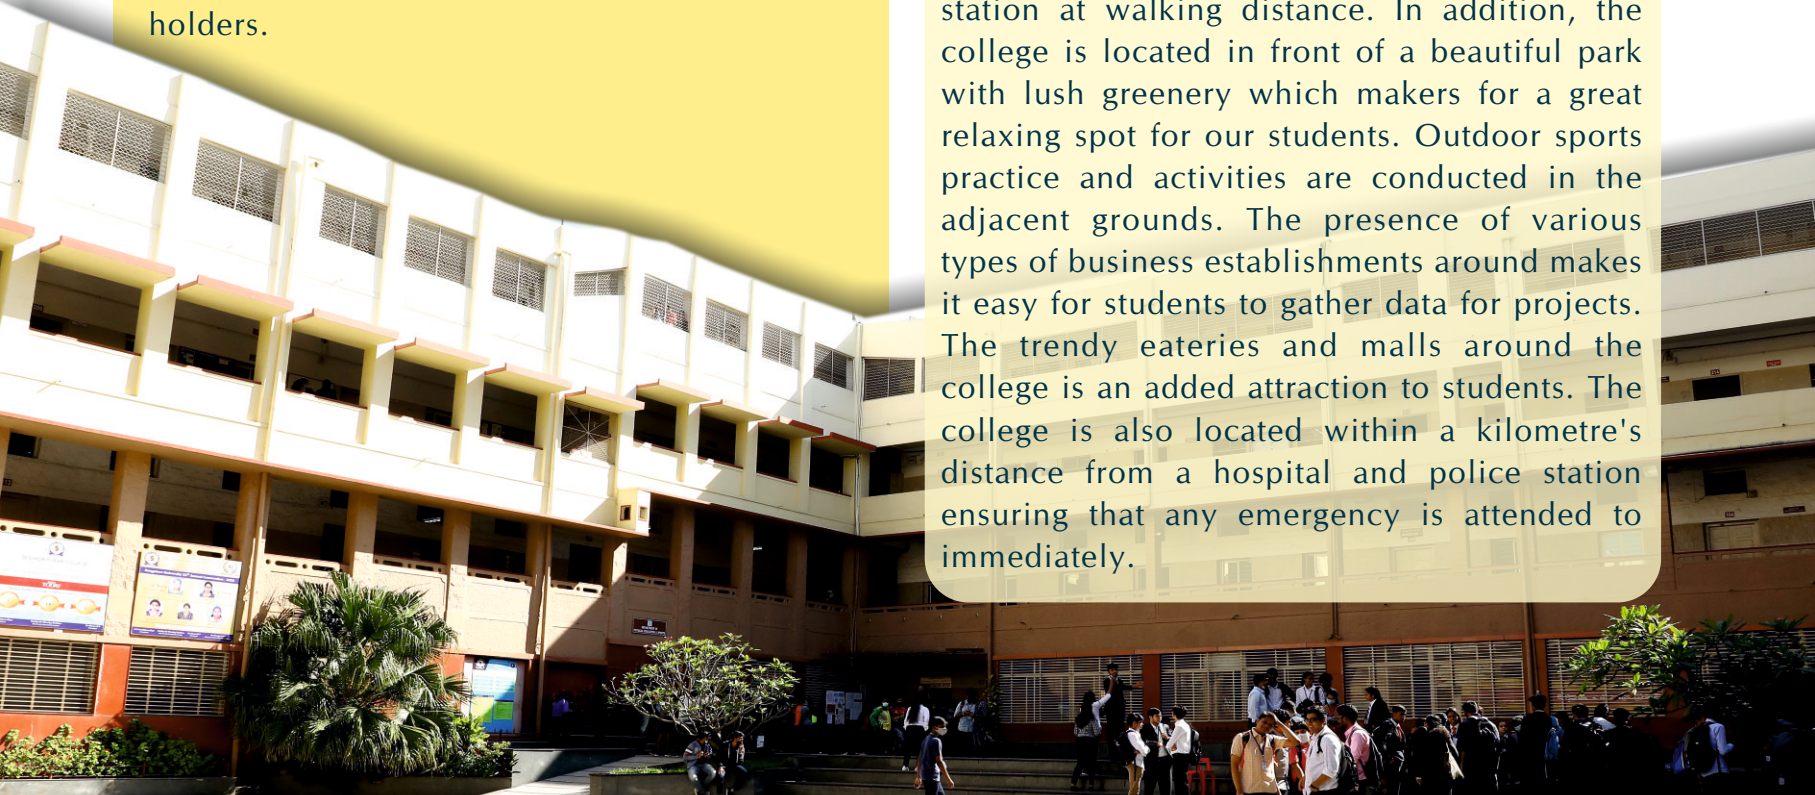 holders.
station at walking distance. In addition, the
college is located in front of a beautiful park
with lush greenery which makers for a great
relaxing spot for our students. Outdoor sports
practice and activities are conducted in the
adjacent grounds. The presence of various
types of business establishments around makes
it easy for students to gather data for projects.
The trendy eateries and malls around the
college is an added attraction to students. The
college is also located within a kilometre's
distance from a hospital and police station
ensuring that any emergency is attended to
immediately.